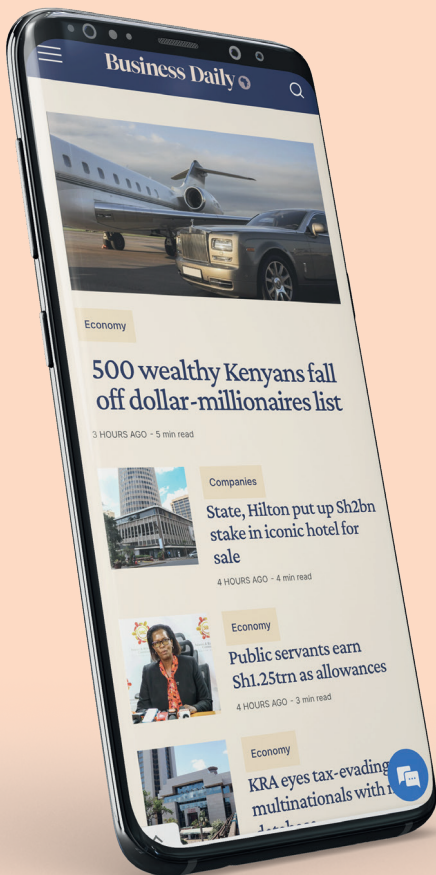 Business Daily
Economy
500 wealthy Kenyans fall
off dollar-millionaires list
3 HOURS AGO - 5 min read
Companies
State, Hilton put up Sh2bn
stake in iconic hotel for
sale
4 HOURS AGO - 4 min read
Economy
Public servants earn
Sh1.25trn as allowances
4 HOURS AGO - 3 min read
Economy
KRA eyes tax-evading
multinationals with